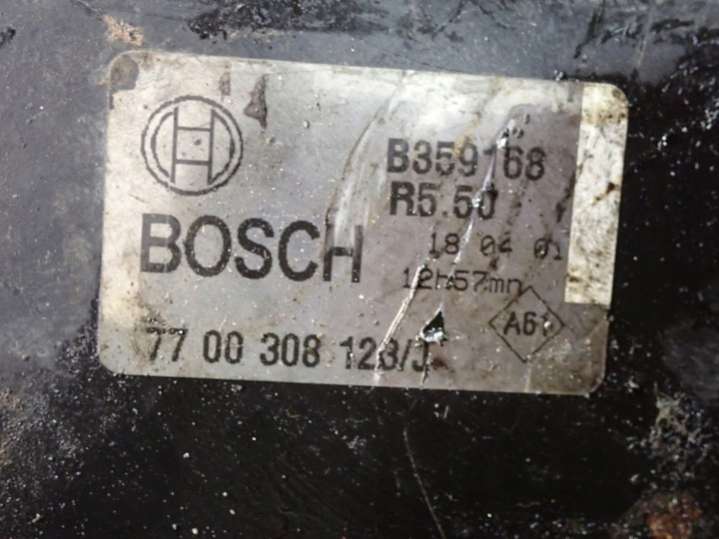 BOSCH
B359168
R5.50
18 04 01
12h57mn
A61
77 00 308 123/J